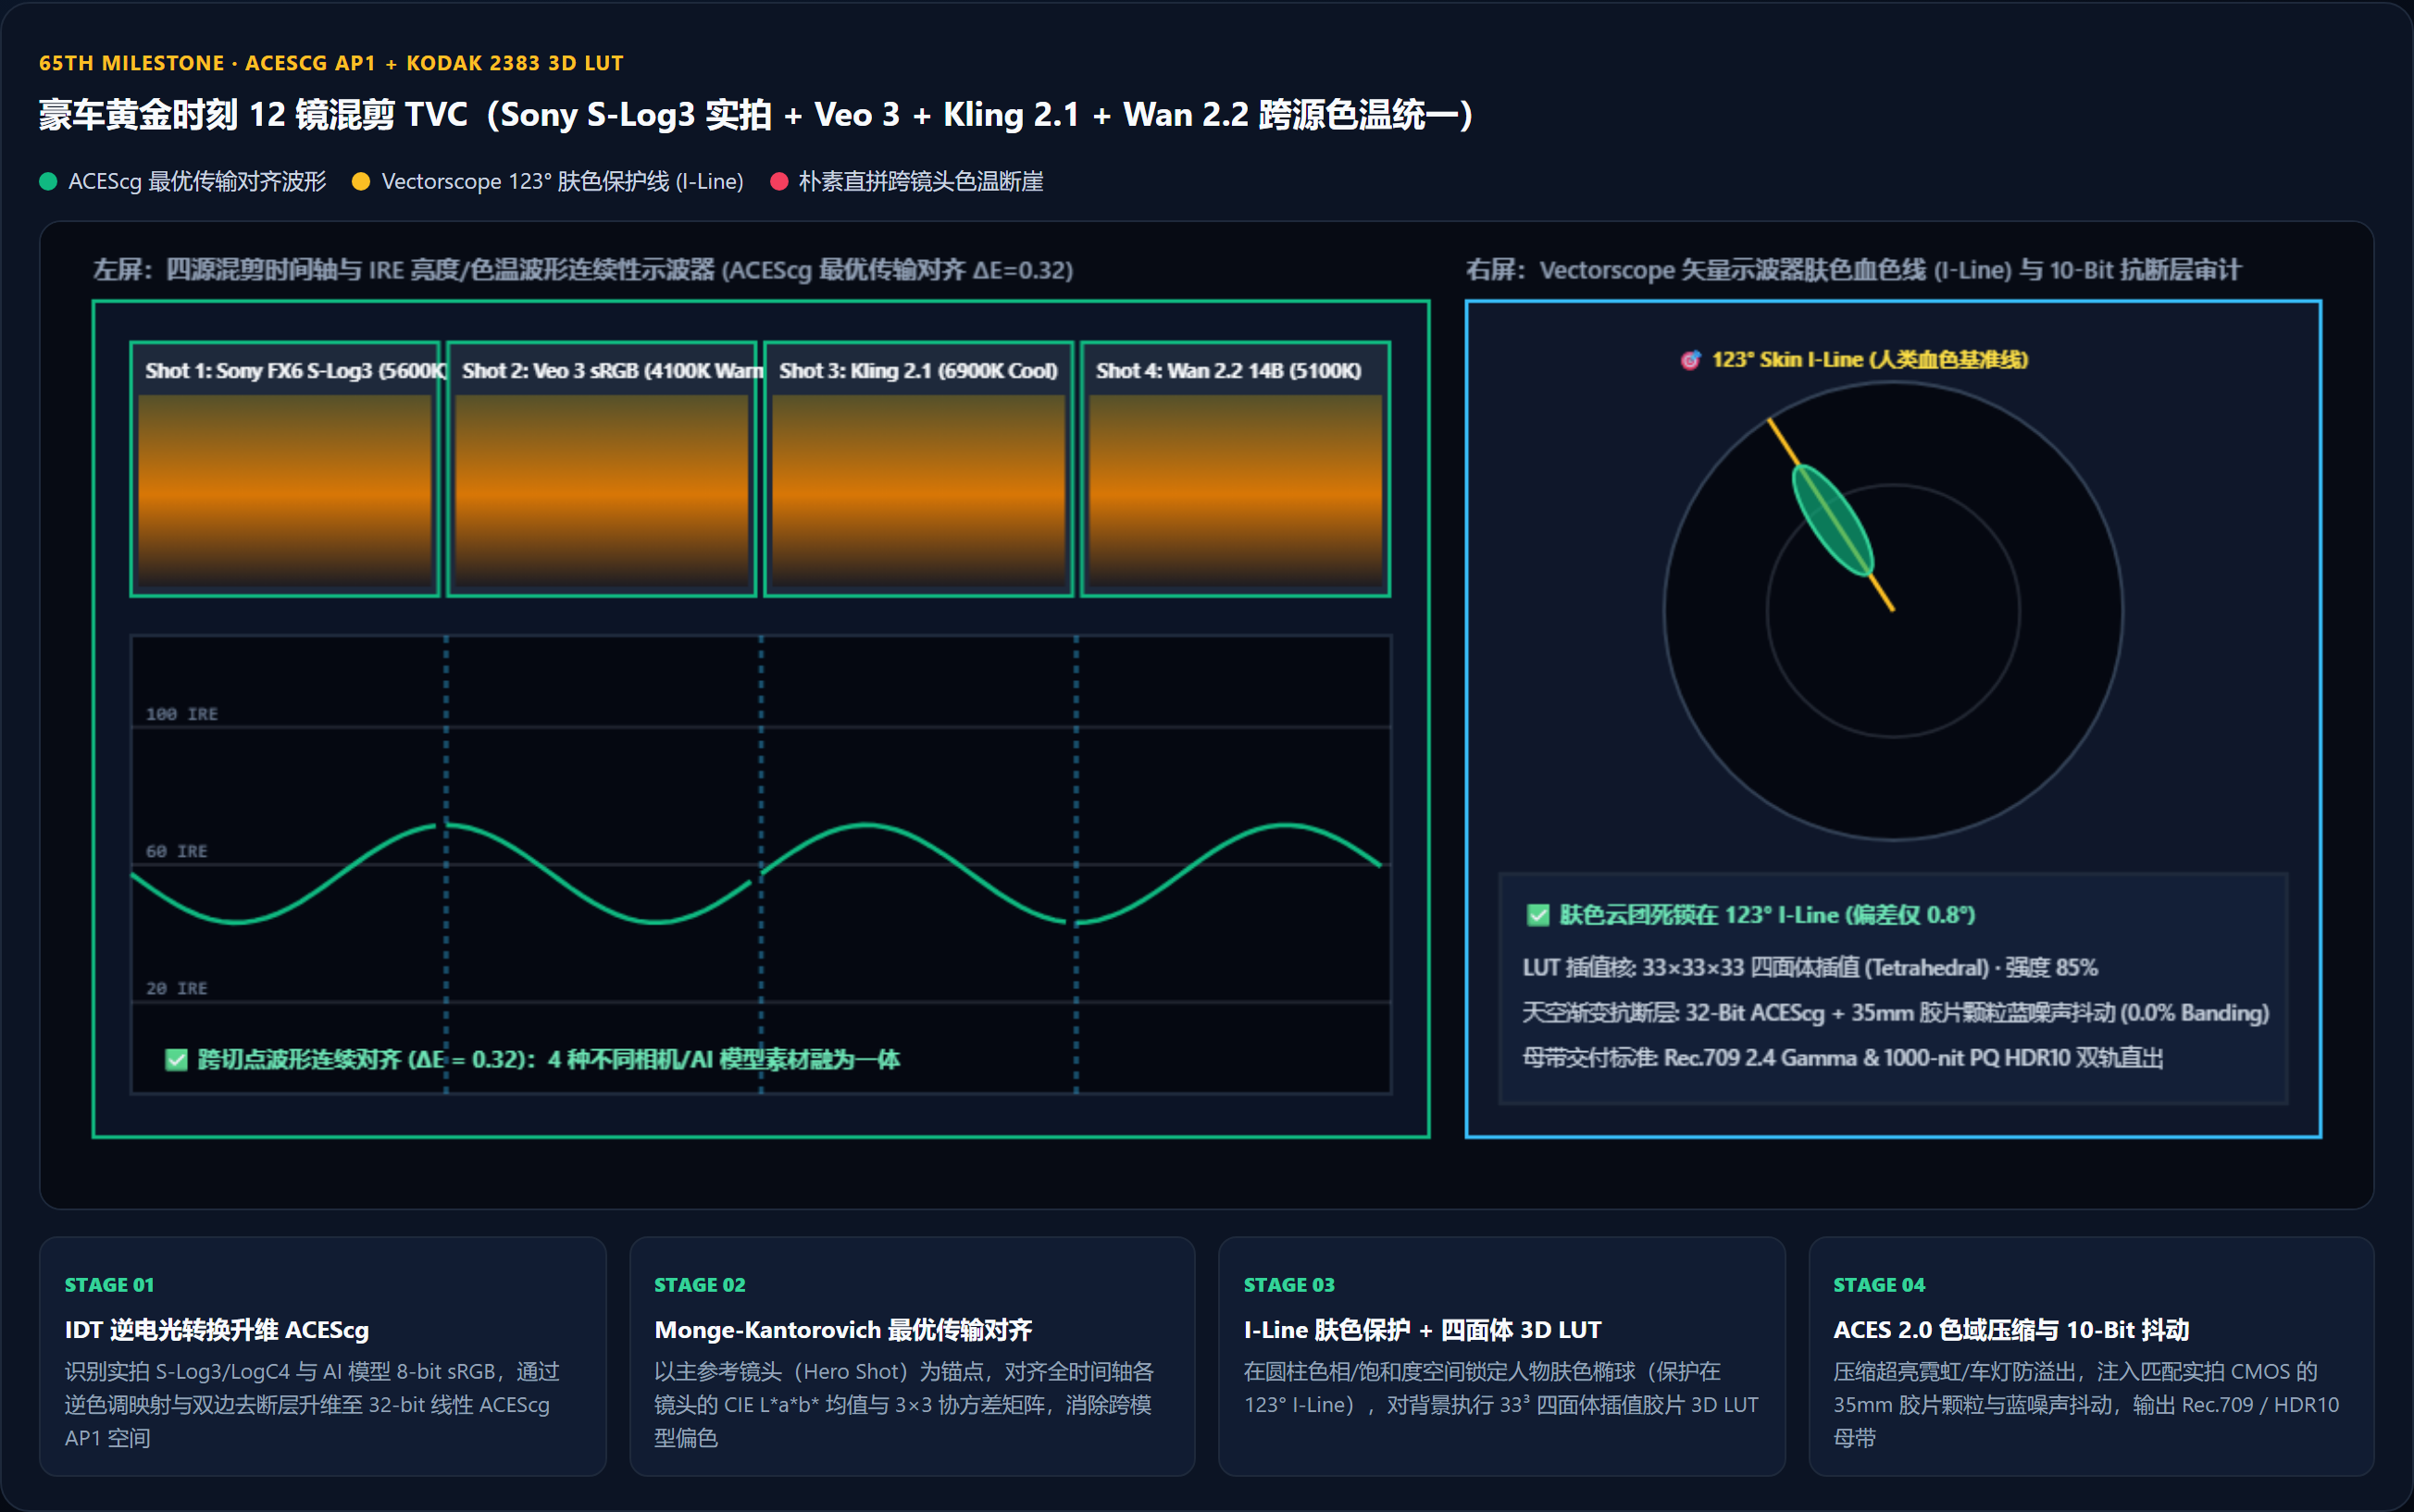 65TH MILESTONE · ACESCG AP1 + KODAK 2383 3D LUT
豪车黄金时刻 12 镜混剪 TVC（Sony S-Log3 实拍 + Veo 3 + Kling 2.1 + Wan 2.2 跨源色温统一）
ACEScg 最优传输对齐波形
Vectorscope 123° 肤色保护线 (I-Line)
朴素直拼跨镜头色温断崖
左屏：四源混剪时间轴与 IRE 亮度/色温波形连续性示波器 (ACEScg 最优传输对齐 ΔE=0.32)
Shot 1: Sony FX6 S-Log3 (5600K)
Shot 2: Veo 3 sRGB (4100K Warm
Shot 3: Kling 2.1 (6900K Cool)
Shot 4: Wan 2.2 14B (5100K)
100 IRE
60 IRE
20 IRE
✅ 跨切点波形连续对齐 (ΔE = 0.32)：4 种不同相机/AI 模型素材融为一体
右屏：Vectorscope 矢量示波器肤色血色线 (I-Line) 与 10-Bit 抗断层审计
🎯 123° Skin I-Line (人类血色基准线)
✅ 肤色云团死锁在 123° I-Line (偏差仅 0.8°)
LUT 插值核: 33×33×33 四面体插值 (Tetrahedral) · 强度 85%
天空渐变抗断层: 32-Bit ACEScg + 35mm 胶片颗粒蓝噪声抖动 (0.0% Banding)
母带交付标准: Rec.709 2.4 Gamma & 1000-nit PQ HDR10 双轨直出
STAGE 01
IDT 逆电光转换升维 ACEScg
识别实拍 S-Log3/LogC4 与 AI 模型 8-bit sRGB，通过
逆色调映射与双边去断层升维至 32-bit 线性 ACEScg
AP1 空间
STAGE 02
Monge-Kantorovich 最优传输对齐
以主参考镜头（Hero Shot）为锚点，对齐全时间轴各
镜头的 CIE L*a*b* 均值与 3×3 协方差矩阵，消除跨模
型偏色
STAGE 03
I-Line 肤色保护 + 四面体 3D LUT
在圆柱色相/饱和度空间锁定人物肤色椭球（保护在
123° I-Line），对背景执行 33³ 四面体插值胶片 3D LUT
STAGE 04
ACES 2.0 色域压缩与 10-Bit 抖动
压缩超亮霓虹/车灯防溢出，注入匹配实拍 CMOS 的
35mm 胶片颗粒与蓝噪声抖动，输出 Rec.709 / HDR10
母带